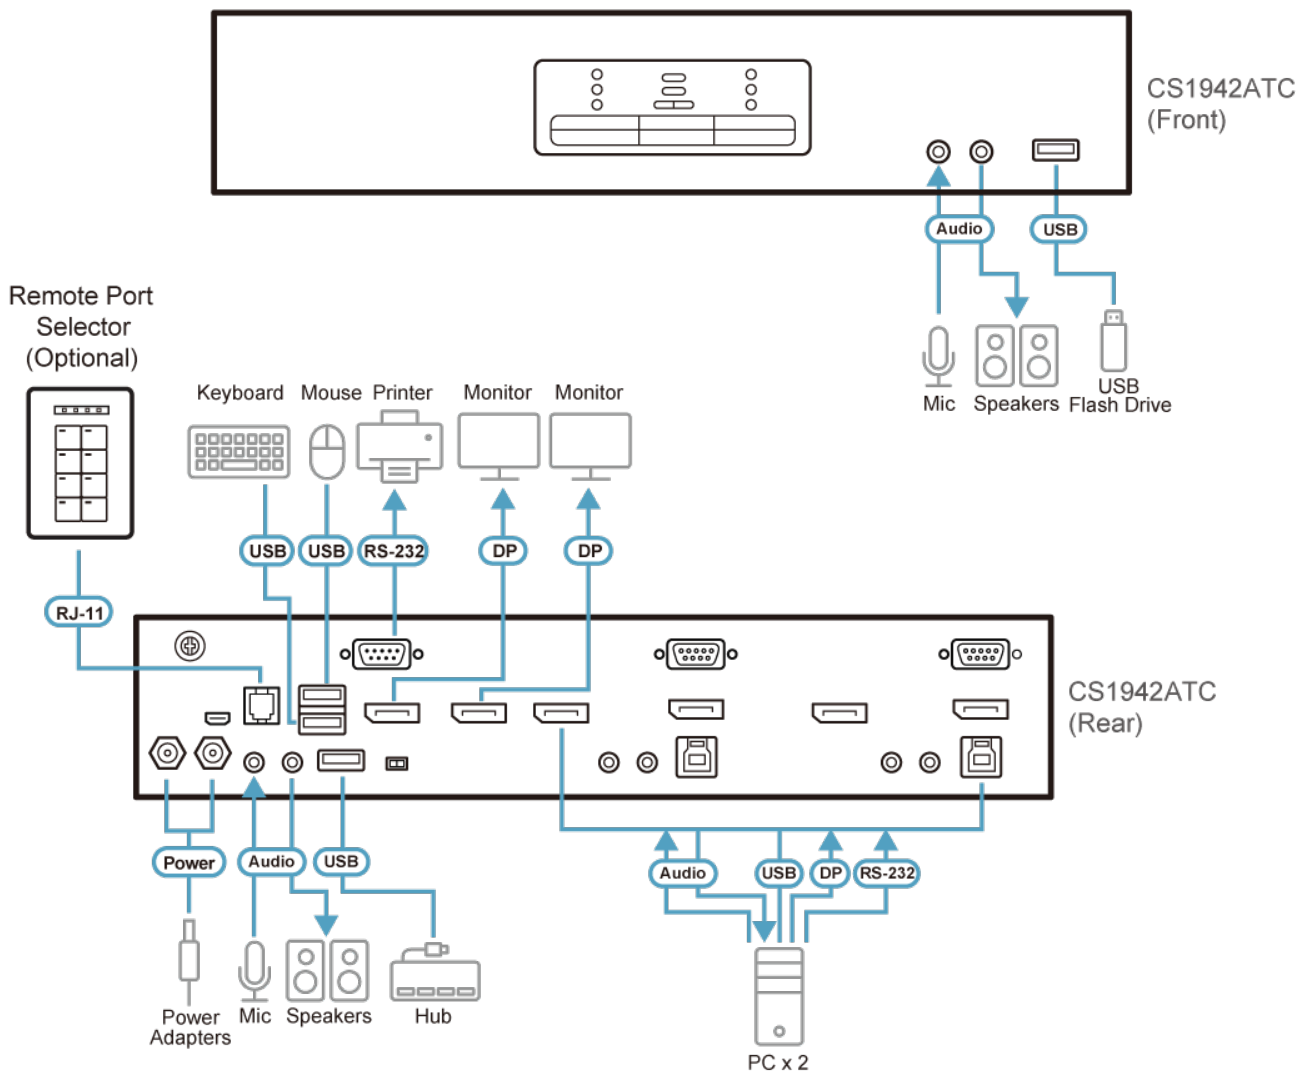 CS1942ATC
(Front)
Audio
USB
Mic
Speakers
USB
Flash Drive
Remote Port
Selector
(Optional)
Keyboard
Mouse
Printer
Monitor
Monitor
USB
USB
RS-232
DP
DP
RJ-11
CS1942ATC
(Rear)
Power
Audio
USB
Audio
USB
DP
RS-232
Power
Adapters
Mic
Speakers
Hub
PC x 2